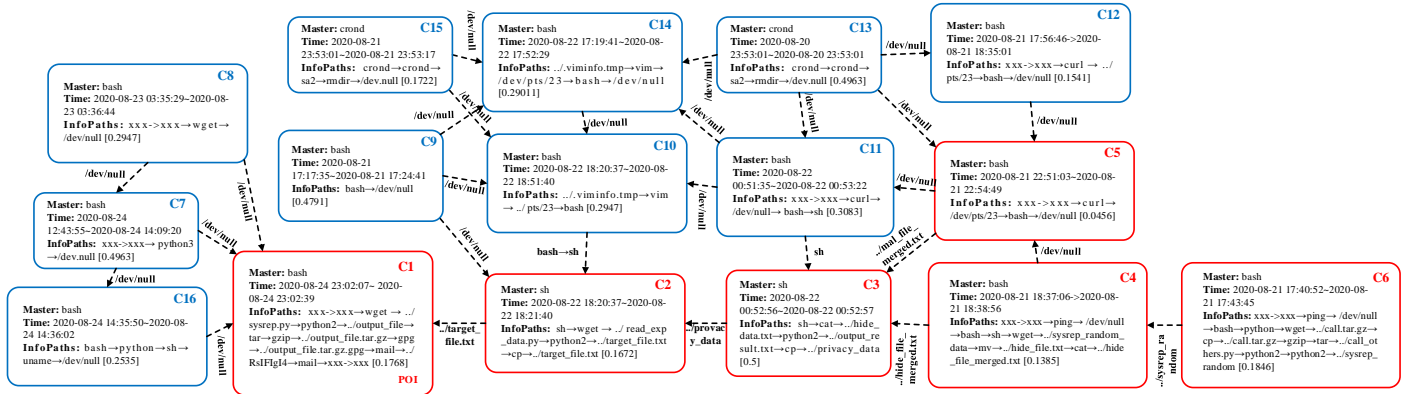 C15
Master: crond
Time: 2020-08-21
23:53:01~2020-08-21 23:53:17
InfoPaths: crond→crond→
sa2→rmdir→/dev.null [0.1722]
/dev/null
C14
Master: bash
Time: 2020-08-22 17:19:41~2020-08-
22 17:52:29
InfoPaths: ../.viminfo.tmp→vim→
/dev/pts/23→bash→/dev/null
[0.29011]
/dev/null
C13
Master: crond
Time: 2020-08-20
23:53:01~2020-08-20 23:53:01
InfoPaths: crond→crond→
sa2→rmdir→/dev.null [0.4963]
/dev/null
C12
Master: bash
Time: 2020-08-21 17:56:46->2020-
08-21 18:35:01
InfoPaths: xxx->xxx→curl → ../
pts/23→bash→/dev/null [0.1541]
C8
Master: bash
Time: 2020-08-23 03:35:29~2020-08-
23 03:36:44
InfoPaths: xxx->xxx→wget→
/dev/null [0.2947]
/dev/null
/dev/null
/dev/null
/dev/null
/dev/null
/dev/null
/dev/null
/dev/null
/dev/null
C9
Master: bash
Time: 2020-08-21
17:17:35~2020-08-21 17:24:41
InfoPaths: bash→/dev/null
[0.4791]
/dev/null
C10
Master: bash
Time: 2020-08-22 18:20:37~2020-08-
22 18:51:40
InfoPaths: ../.viminfo.tmp→vim
→ ../pts/23→bash [0.2947]
/dev/null
C11
Master: bash
Time: 2020-08-22
00:51:35~2020-08-22 00:53:22
InfoPaths: xxx->xxx→curl→
/dev/null→ bash→sh [0.3083]
/dev/null
C5
Master: bash
Time: 2020-08-21 22:51:03~2020-08-
21 22:54:49
InfoPaths: xxx->xxx→curl→
/dev/pts/23→bash→/dev/null [0.0456]
C7
Master: bash
Time: 2020-08-24
12:43:55~2020-08-24 14:09:20
InfoPaths: xxx->xxx→ python3
→/dev.null [0.4963]
/dev/null
/dev/null
/dev/null
bash→sh
sh
../mal_file_
merged.txt
/dev/null
C16
Master: bash
Time: 2020-08-24 14:35:50~2020-08-
24 14:36:02
InfoPaths: bash→python→sh→
uname→/dev/null [0.2535]
/dev/null
C1
Master: bash
Time: 2020-08-24 23:02:07~ 2020-
08-24 23:02:39
InfoPaths: xxx->xxx→wget → ../
sysrep.py→python2→../output_file→
tar→gzip→../output_file.tar.gz→gpg
→../output_file.tar.gz.gpg→mail→../
RsIFIgI4→mail→xxx->xxx [0.1768]
POI
../target_
file.txt
C2
Master: sh
Time: 2020-08-22 18:20:37~2020-08-
22 18:21:40
InfoPaths: sh→wget→ ../ read_exp
_data.py→python2→../target_file.txt
→cp→../target_file.txt [0.1672]
../provac
y_data
C3
Master: sh
Time: 2020-08-22
00:52:56~2020-08-22 00:52:57
InfoPaths: sh→cat→../hide_
data.txt→python2→../output_re
sult.txt→cp→../privacy_data
[0.5]
../hide_file_
merged.txt
C4
Master: bash
Time: 2020-08-21 18:37:06->2020-
08-21 18:38:56
InfoPaths: xxx->xxx→ping→ /dev/null
→bash→sh→wget→../sysrep_random_
data→mv→../hide_file.txt→cat→../hide
_file_merged.txt [0.1385]
../sysrep_ra
ndom
C6
Master: bash
Time: 2020-08-21 17:40:52~2020-08-
21 17:43:45
InfoPaths: xxx->xxx→ping→ /dev/null
→bash→python→wget→../call.tar.gz→
cp→../call.tar.gz→gzip→tar→../call_ot
hers.py→python2→python2→../sysrep_
random [0.1846]